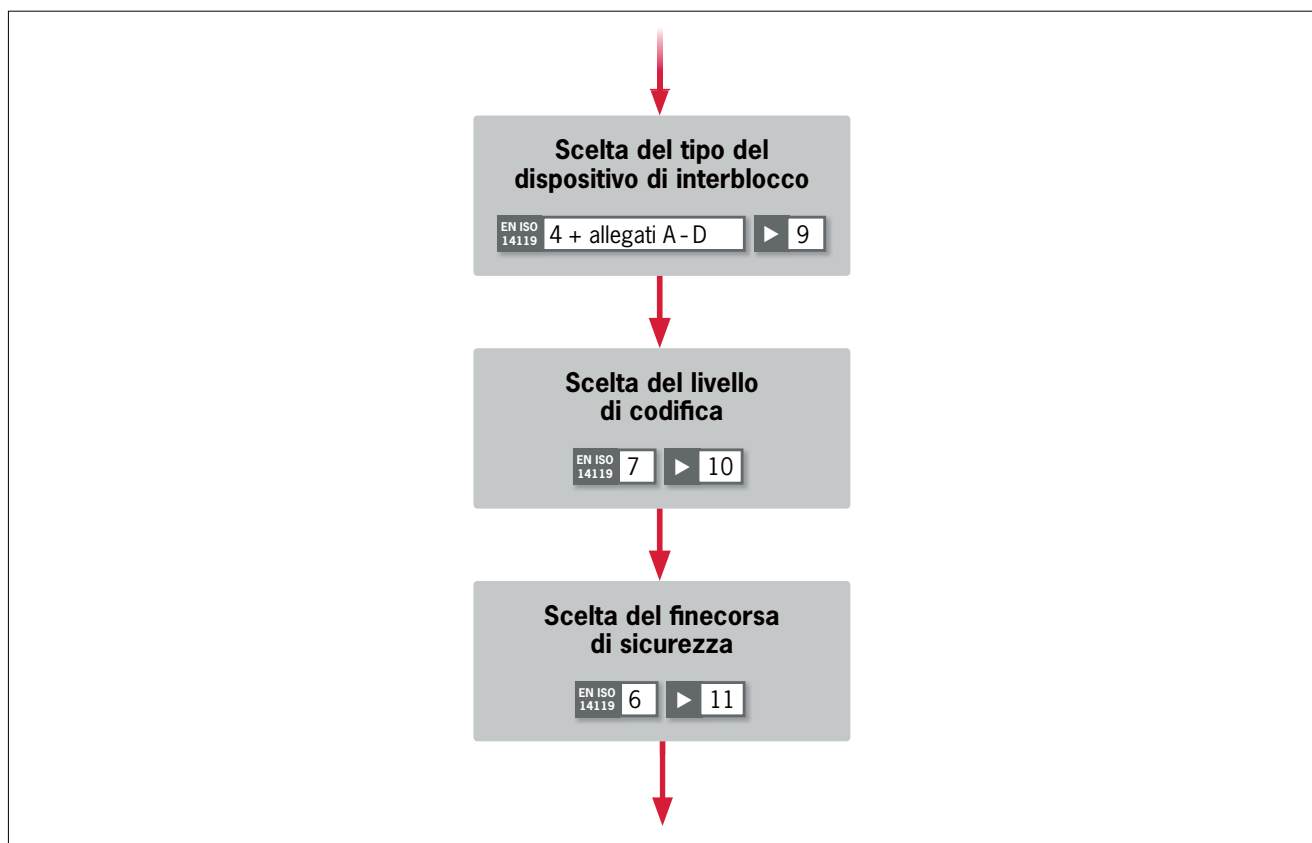 Scelta del tipo del
dispositivo di interblocco
EN ISO
14119
4 + allegati A - D
9
Scelta del livello
di codifica
EN ISO
14119
7
10
Scelta del finecorsa
di sicurezza
EN ISO
14119
6
11